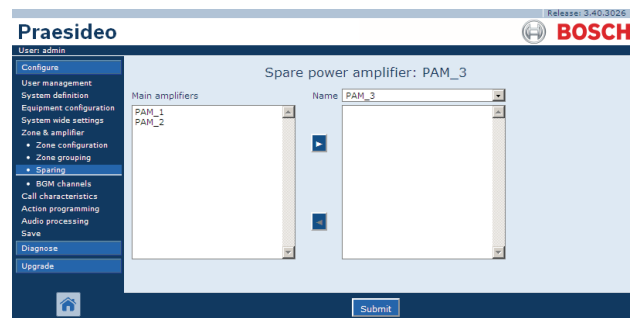 Release: 3.40.3026
Praesideo
BOSCH
User: admin
Configure
User management
System definition
Equipment configuration
System wide settings
Zone & amplifier
• Zone configuration
• Zone grouping
• Sparing
• BGM channels
Call characteristics
Action programming
Audio processing
Save
Diagnose
Upgrade
Spare power amplifier: PAM_3
Main amplifiers
Name PAM_3
PAM_1
PAM_2
Submit